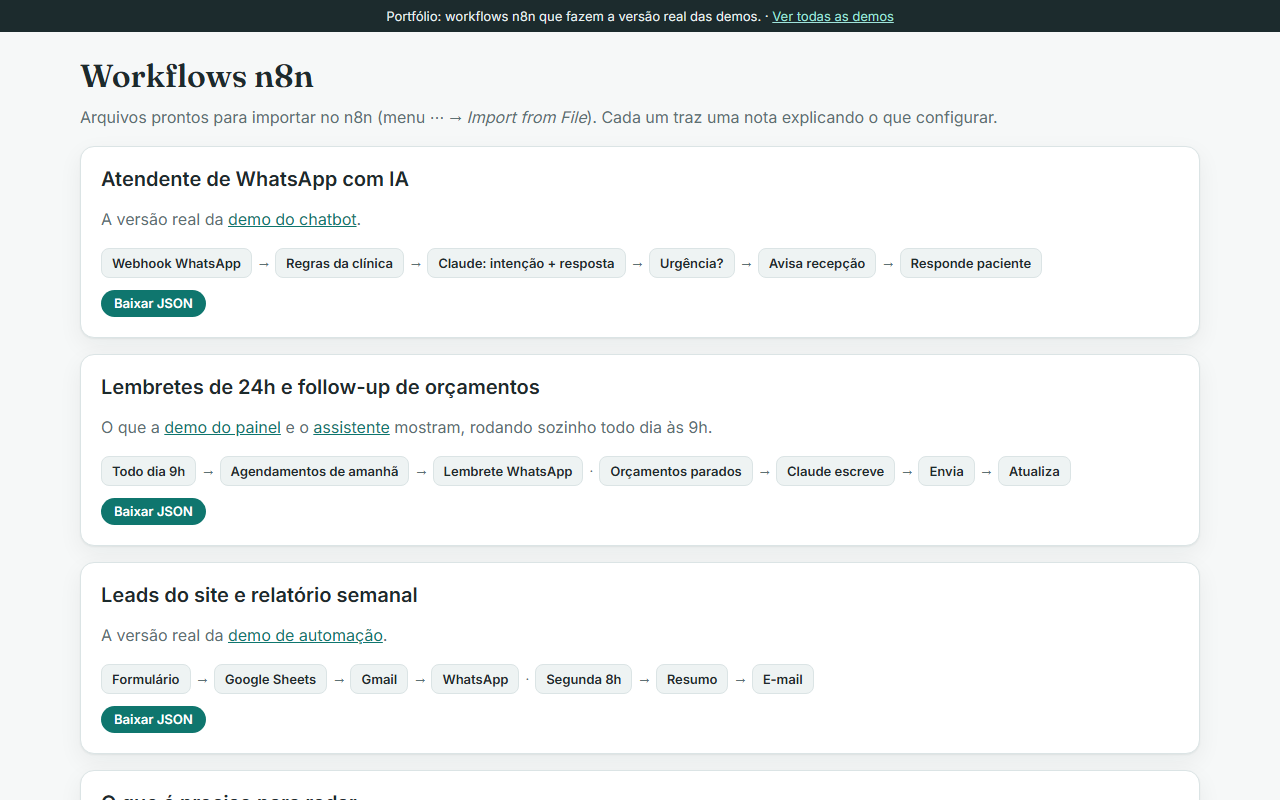 Portfólio: workflows n8n que fazem a versão real das demos. · Ver todas as demos
Workflows n8n
Arquivos prontos para importar no n8n (menu ··· → Import from File). Cada um traz uma nota explicando o que configurar.
Atendente de WhatsApp com IA
A versão real da demo do chatbot.
Webhook WhatsApp → Regras da clínica → Claude: intenção + resposta → Urgência? → Avisa recepção → Responde paciente
Baixar JSON
Lembretes de 24h e follow-up de orçamentos
O que a demo do painel e o assistente mostram, rodando sozinho todo dia às 9h.
Todo dia 9h → Agendamentos de amanhã → Lembrete WhatsApp · Orçamentos parados → Claude escreve → Envia → Atualiza
Baixar JSON
Leads do site e relatório semanal
A versão real da demo de automação.
Formulário → Google Sheets → Gmail → WhatsApp · Segunda 8h → Resumo → E-mail
Baixar JSON
O que é preciso para rodar